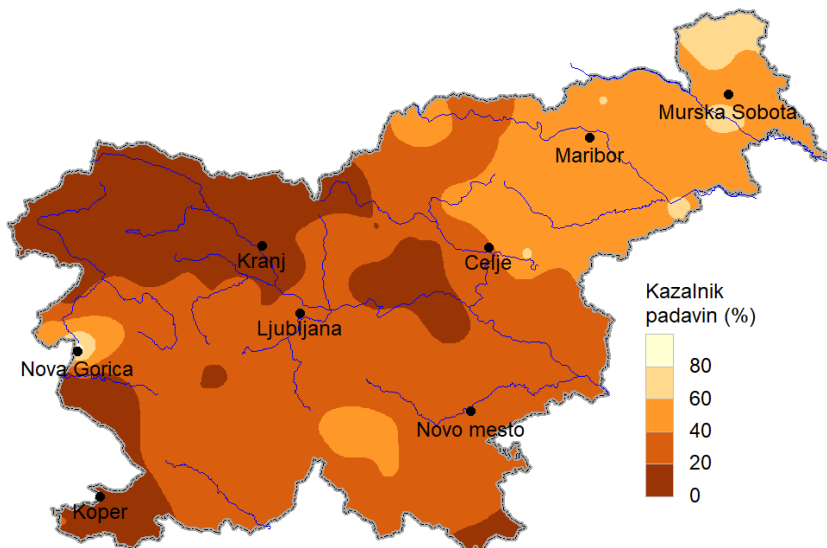 Murska Sobota
Maribor
Kranj
Celje
Ljubljana
Nova Gorica
Novo mesto
Koper
Kazalnik
padavin (%)
80
60
40
20
0